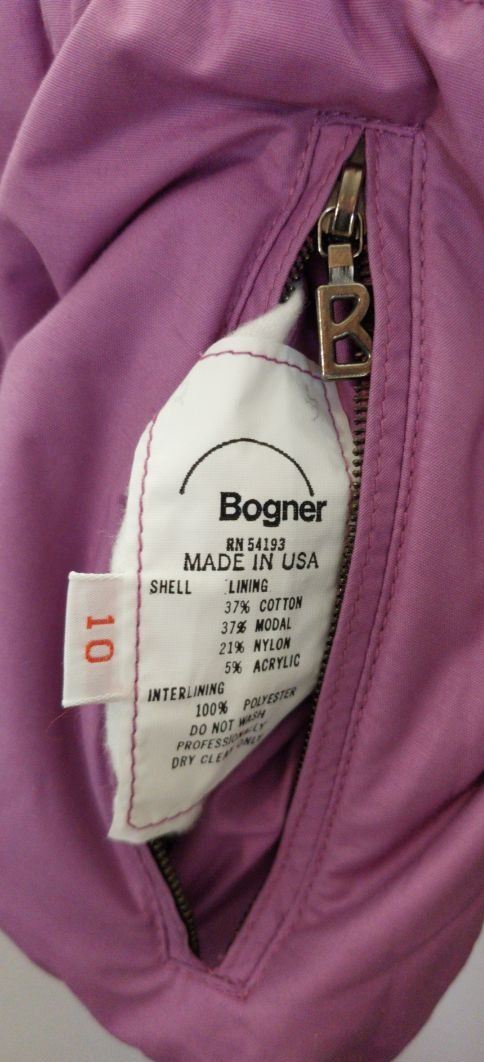 B
Bogner
RN 54193
MADE IN USA
SHELL LINING
37% COTTON
37% MODAL
21% NYLON
5% ACRYLIC
INTERLINING
100% POLYESTER
DO NOT WASH
PROFESSIONALLY
DRY CLEAN ONLY
10